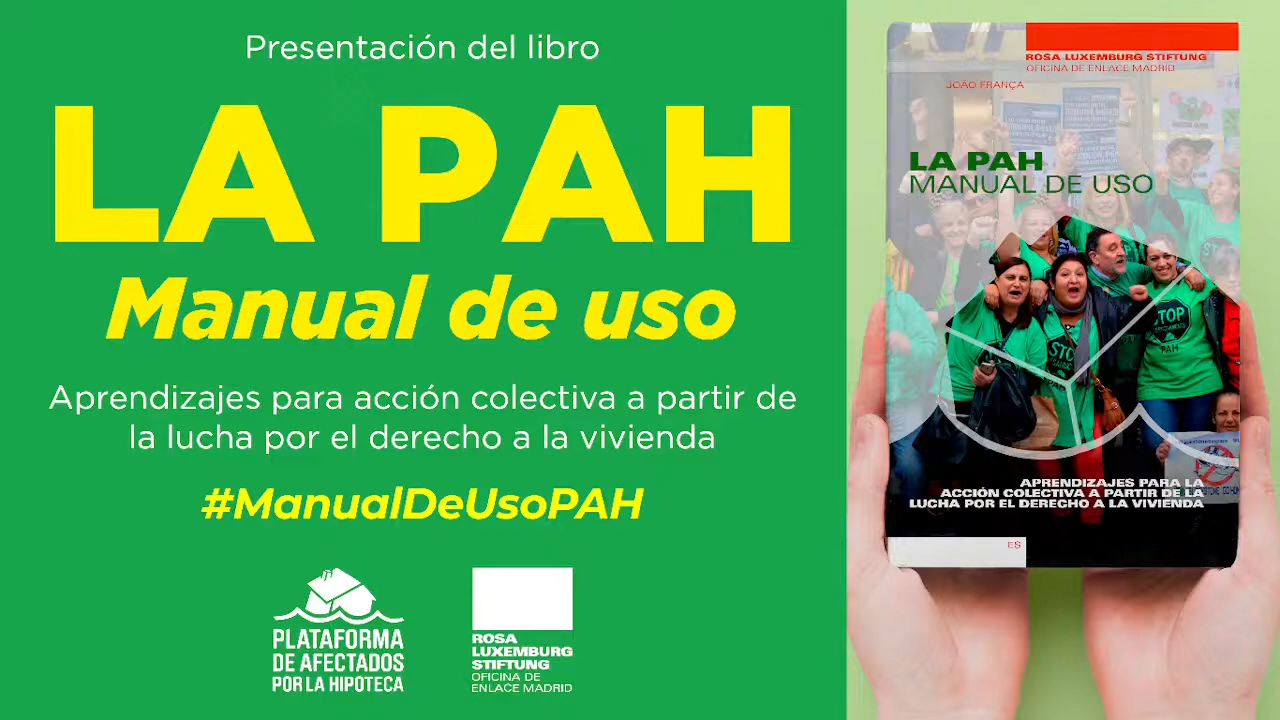 Presentación del libro
LA PAH
Manual de uso
Aprendizajes para acción colectiva a partir de
la lucha por el derecho a la vivienda
#ManualDeUsoPAH
PLATAFORMA
DE AFECTADOS
POR LA HIPOTECA
ROSA
LUXEMBURG
STIFTUNG
OFICINA DE
ENLACE MADRID
ROSA LUXEMBURG STIFTUNG
OFICINA DE ENLACE MADRID
JOÃO FRANÇA
LA PAH
MANUAL DE USO
STOP
PAH
STOP
APRENDIZAJES PARA LA
ACCIÓN COLECTIVA A PARTIR DE LA
LUCHA POR EL DERECHO A LA VIVIENDA
ES